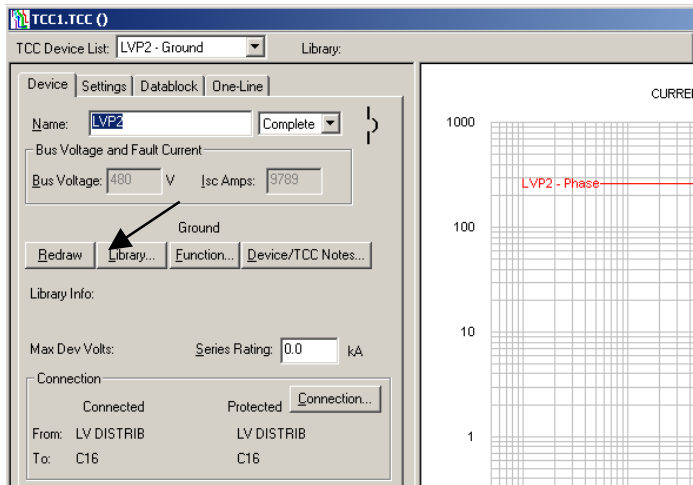 TCC1.TCC ()
TCC Device List: LVP2 - Ground Library:
Device Settings Datablock One-Line
Name: LVP2 Complete
Bus Voltage and Fault Current
Bus Voltage: 480 V Isc Amps: 9789
Ground
Redraw Library... Function... Device/TCC Notes...
Library Info:
Max Dev Volts: Series Rating: 0.0 kA
Connection
Connected Protected Connection...
From: LV DISTRIB LV DISTRIB
To: C16 C16
CURRE
1000
LVP2 - Phase
100
10
1